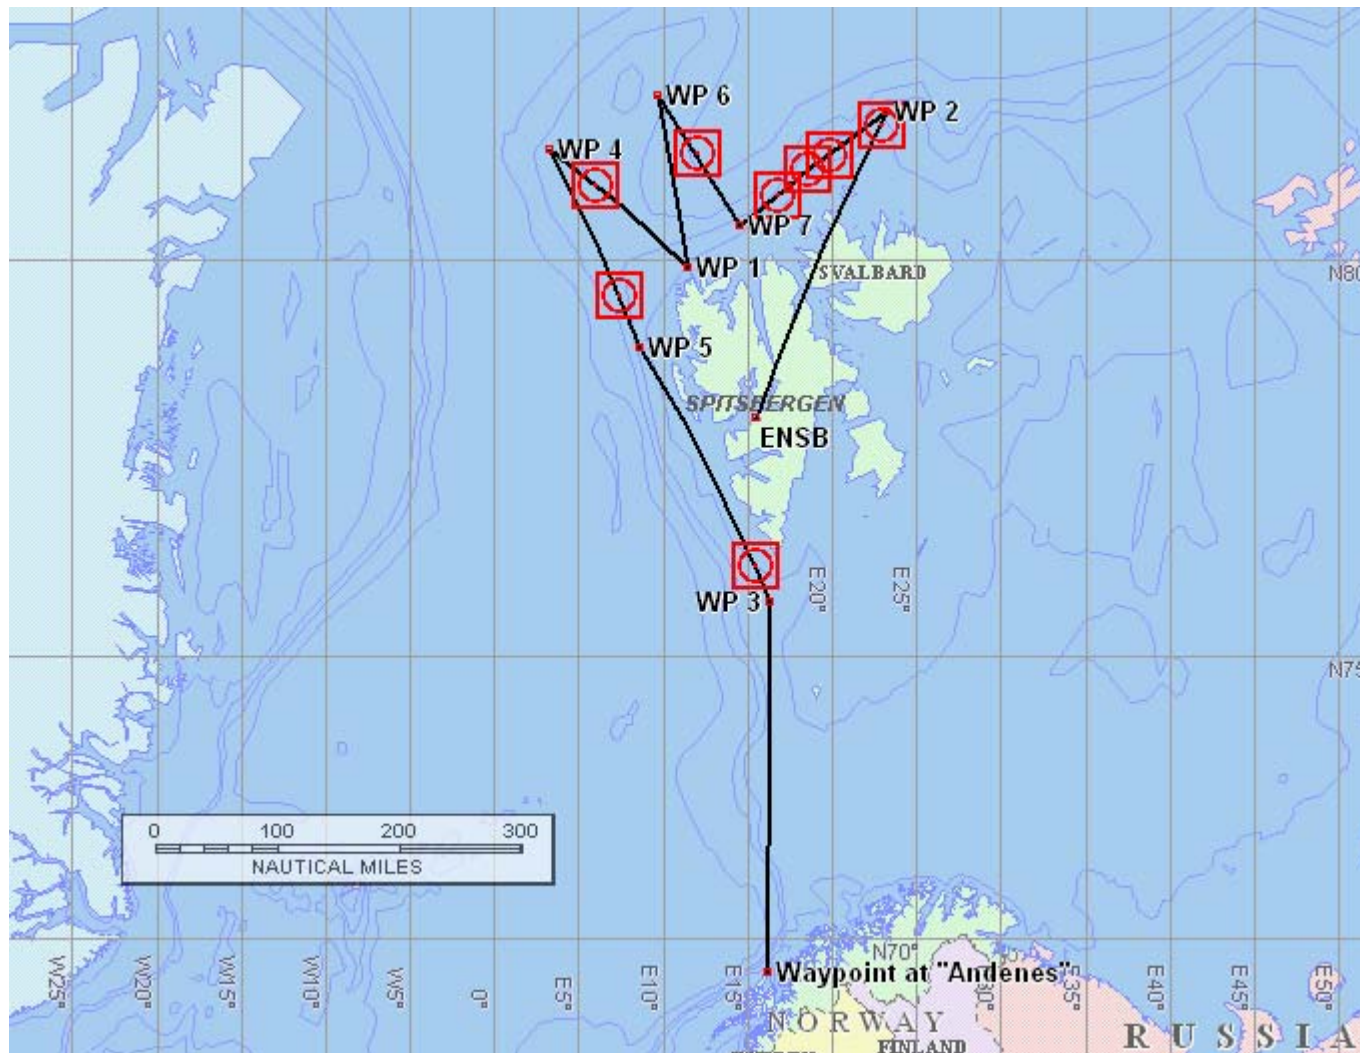 WP 6
WP 2
WP 4
WP 7
WP 1
SVALBARD
N80
WP 5
SPITSBERGEN
ENSB
E20°
E25°
WP 3
N75
0 100 200 300
NAUTICAL MILES
N70°
W25°
W20°
W15°
W10°
W5°
0°
E5°
E10°
E15°
Waypoint at "Andenes"
30°
E35°
E40°
E45°
E50°
NORWAY
RUSSIA
FINLAND